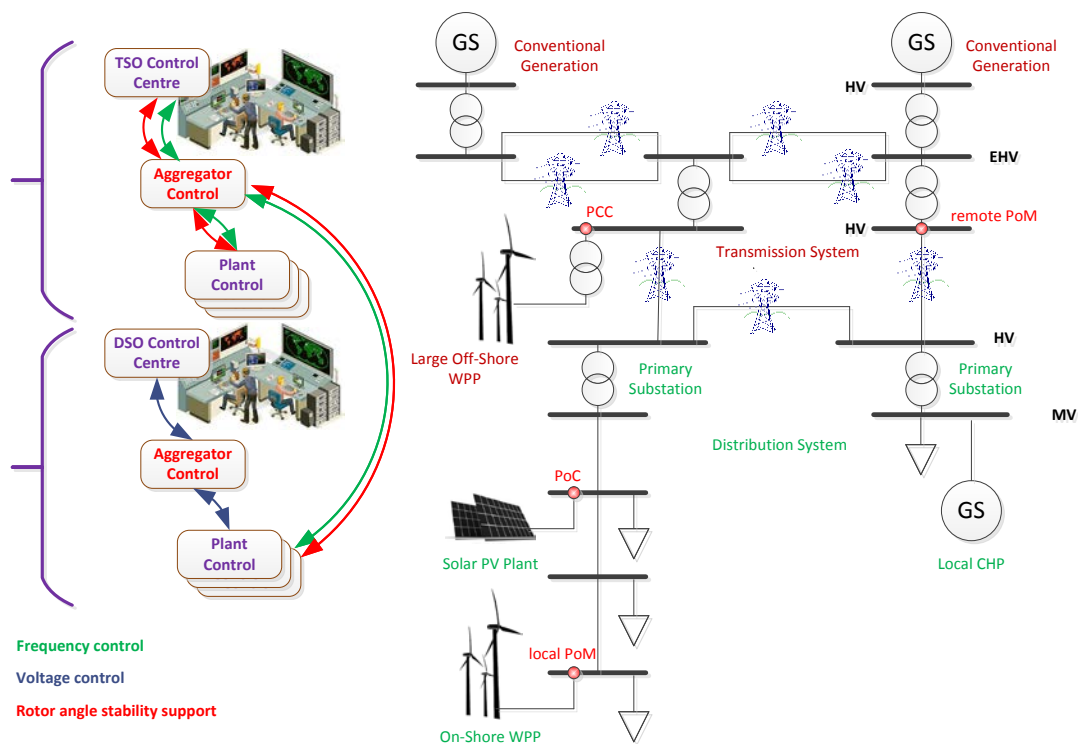 TSO Control
Centre
Aggregator
Control
Plant
Control
DSO Control
Centre
Aggregator
Control
Plant
Control
Frequency control
Voltage control
Rotor angle stability support
GS
Conventional
Generation
GS
Conventional
Generation
HV
EHV
PCC
HV
remote PoM
Transmission System
Large Off-Shore
WPP
HV
Primary
Substation
Primary
Substation
MV
Distribution System
PoC
Solar PV Plant
GS
Local CHP
local PoM
On-Shore WPP